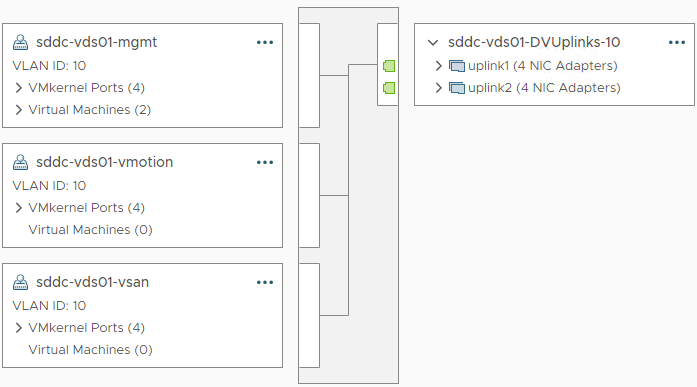 sddc-vds01-mgmt
VLAN ID: 10
VMkernel Ports (4)
Virtual Machines (2)
sddc-vds01-vmotion
VLAN ID: 10
VMkernel Ports (4)
Virtual Machines (0)
sddc-vds01-vsan
VLAN ID: 10
VMkernel Ports (4)
Virtual Machines (0)
sddc-vds01-DVUplinks-10
uplink1 (4 NIC Adapters)
uplink2 (4 NIC Adapters)